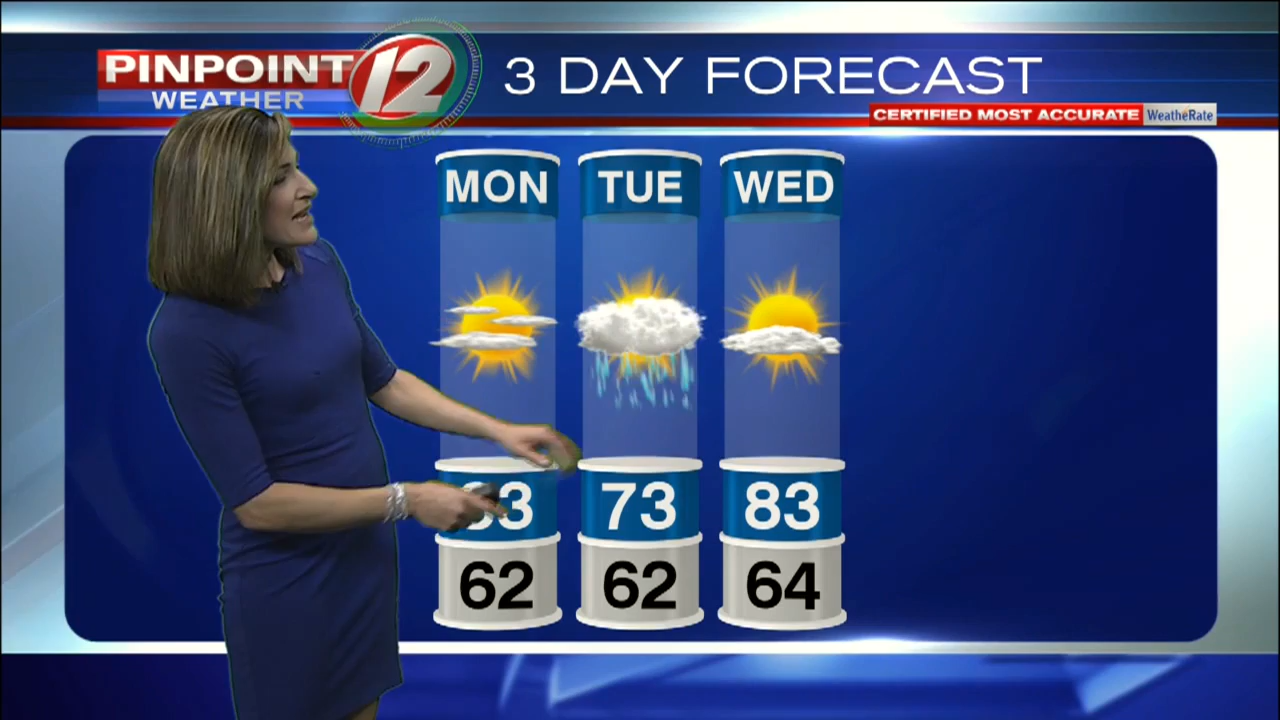 PINPOINT 12
WEATHER
3 DAY FORECAST
CERTIFIED MOST ACCURATE WeatheRate
MON TUE WED
73 83
62 62 64